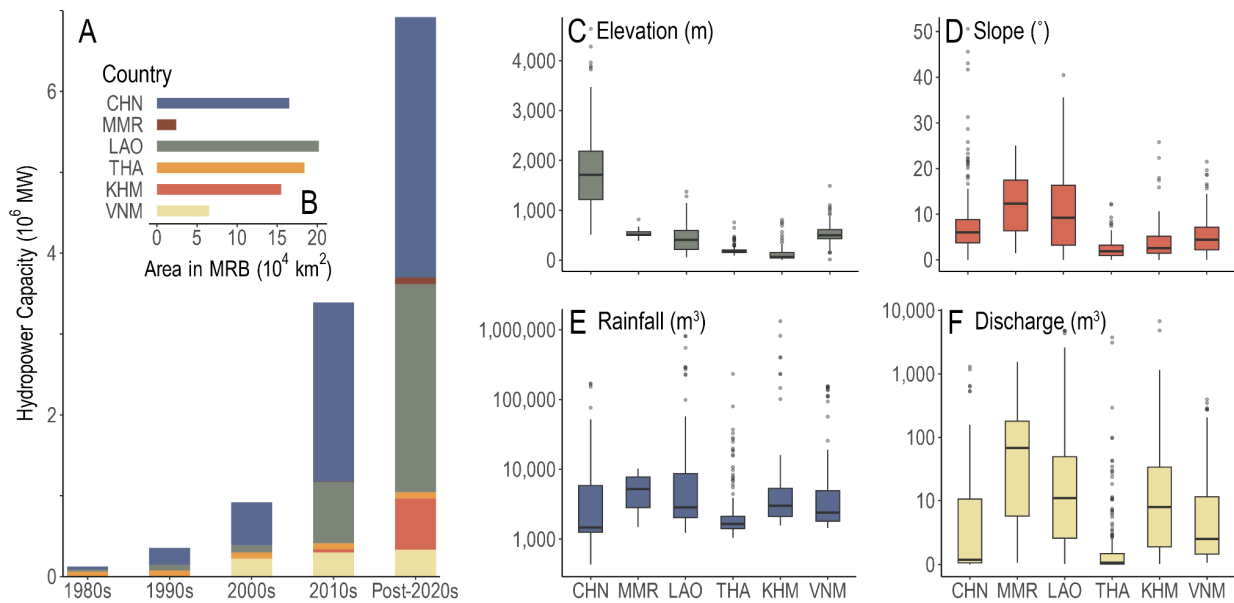 A
Hydropower Capacity (10⁶ MW)
6
4
2
0
1980s 1990s 2000s 2010s Post-2020s
Country
CHN
MMR
LAO
THA
KHM
VNM
B
0 5 10 15 20
Area in MRB (10⁴ km²)
C Elevation (m)
4,000
3,000
2,000
1,000
0
D Slope (°)
50
40
30
20
10
0
E Rainfall (m³)
1,000,000
100,000
10,000
1,000
CHN MMR LAO THA KHM VNM
F Discharge (m³)
10,000
1,000
100
10
0
CHN MMR LAO THA KHM VNM